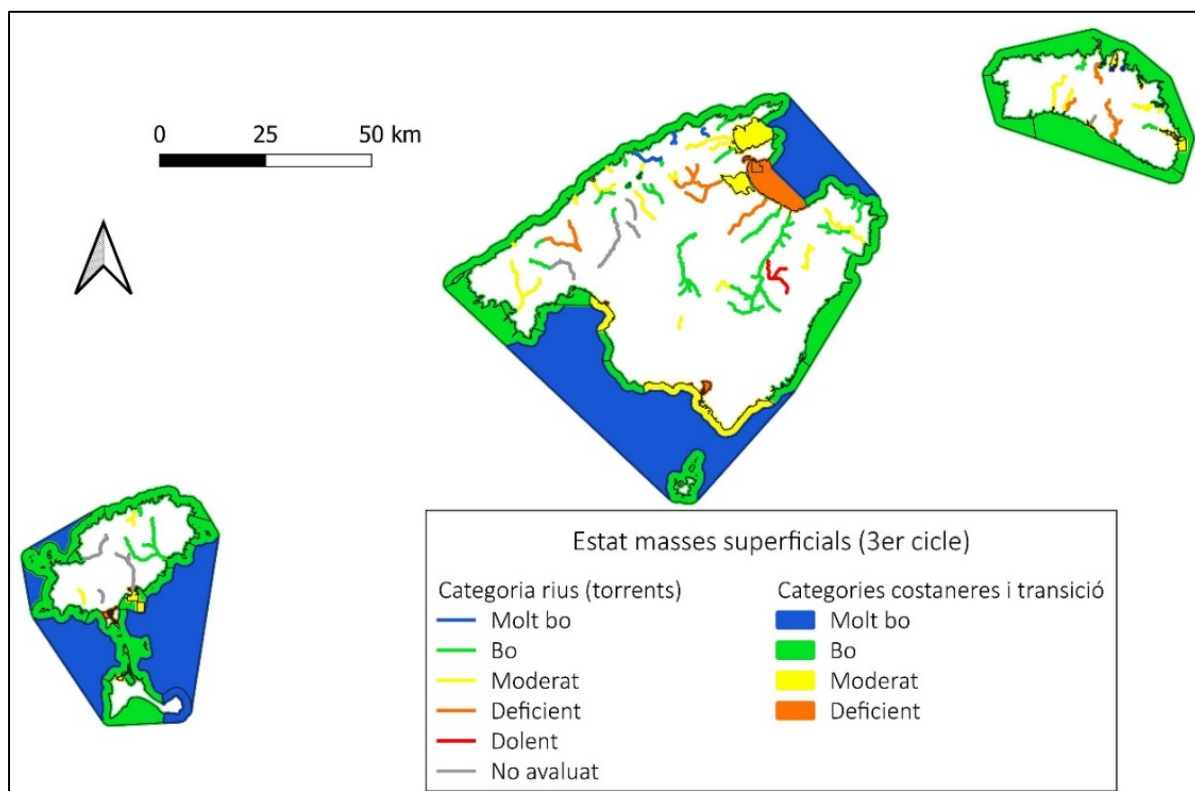 0 25 50 km
Estat masses superficials (3er cicle)
Categoria rius (torrents)
Molt bo
Bo
Moderat
Deficient
Dolent
No avaluat
Categories costaneres i transició
Molt bo
Bo
Moderat
Deficient